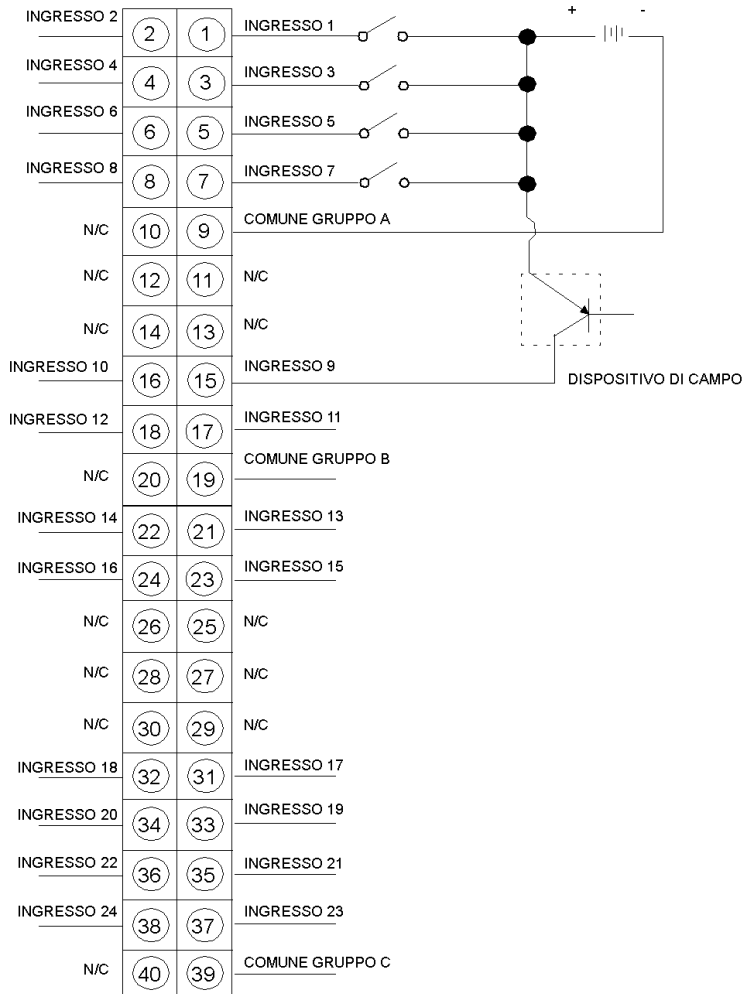 + -
INGRESSO 2 2 1 INGRESSO 1
INGRESSO 4 4 3 INGRESSO 3
INGRESSO 6 6 5 INGRESSO 5
INGRESSO 8 8 7 INGRESSO 7
N/C 10 9 COMUNE GRUPPO A
N/C 12 11 N/C
N/C 14 13 N/C
INGRESSO 10 16 15 INGRESSO 9
DISPOSITIVO DI CAMPO
INGRESSO 12 18 17 INGRESSO 11
N/C 20 19 COMUNE GRUPPO B
INGRESSO 14 22 21 INGRESSO 13
INGRESSO 16 24 23 INGRESSO 15
N/C 26 25 N/C
N/C 28 27 N/C
N/C 30 29 N/C
INGRESSO 18 32 31 INGRESSO 17
INGRESSO 20 34 33 INGRESSO 19
INGRESSO 22 36 35 INGRESSO 21
INGRESSO 24 38 37 INGRESSO 23
N/C 40 39 COMUNE GRUPPO C